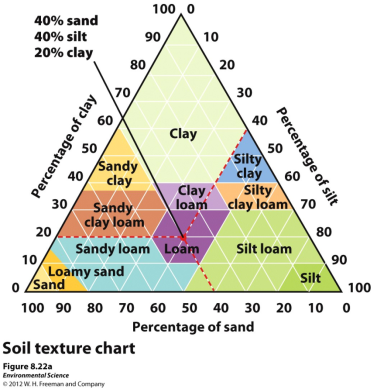 40% sand
40% silt
20% clay
100 0
90 10
80 20
70 30
60 40
50 50
40 60
30 70
20 80
10 90
0 100
Percentage of clay
Percentage of silt
Clay
Sandy
clay
Silty
clay
Clay
loam
Silty
clay loam
Sandy
clay loam
Sandy loam
Loam
Silt loam
Loamy sand
Sand
Silt
100 90 80 70 60 50 40 30 20 10 0
Percentage of sand
Soil texture chart
Figure 8.22a
Environmental Science
© 2012 W. H. Freeman and Company